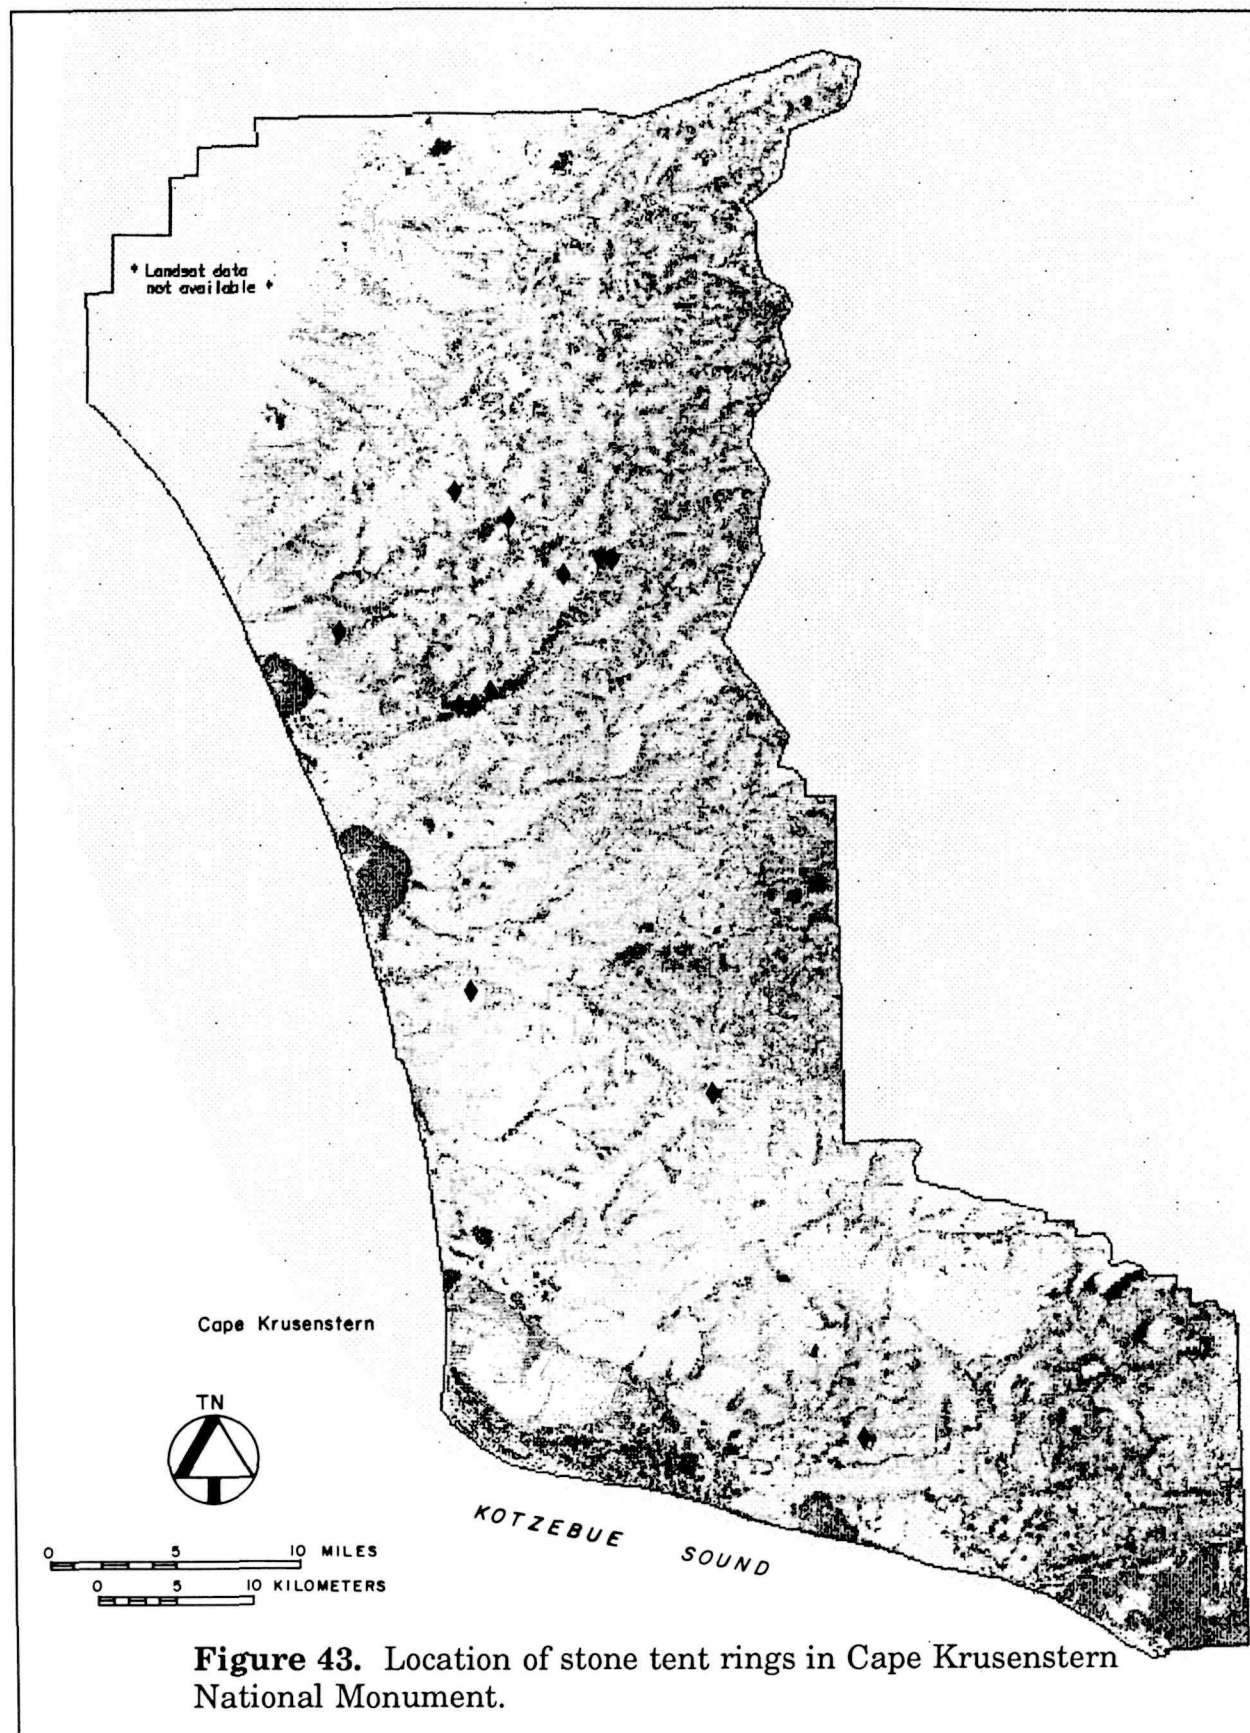 * Landsat data
not available *
Cape Krusenstern
TN
KOTZEBUE SOUND
0 5 10 MILES
0 5 10 KILOMETERS
Figure 43. Location of stone tent rings in Cape Krusenstern
National Monument.